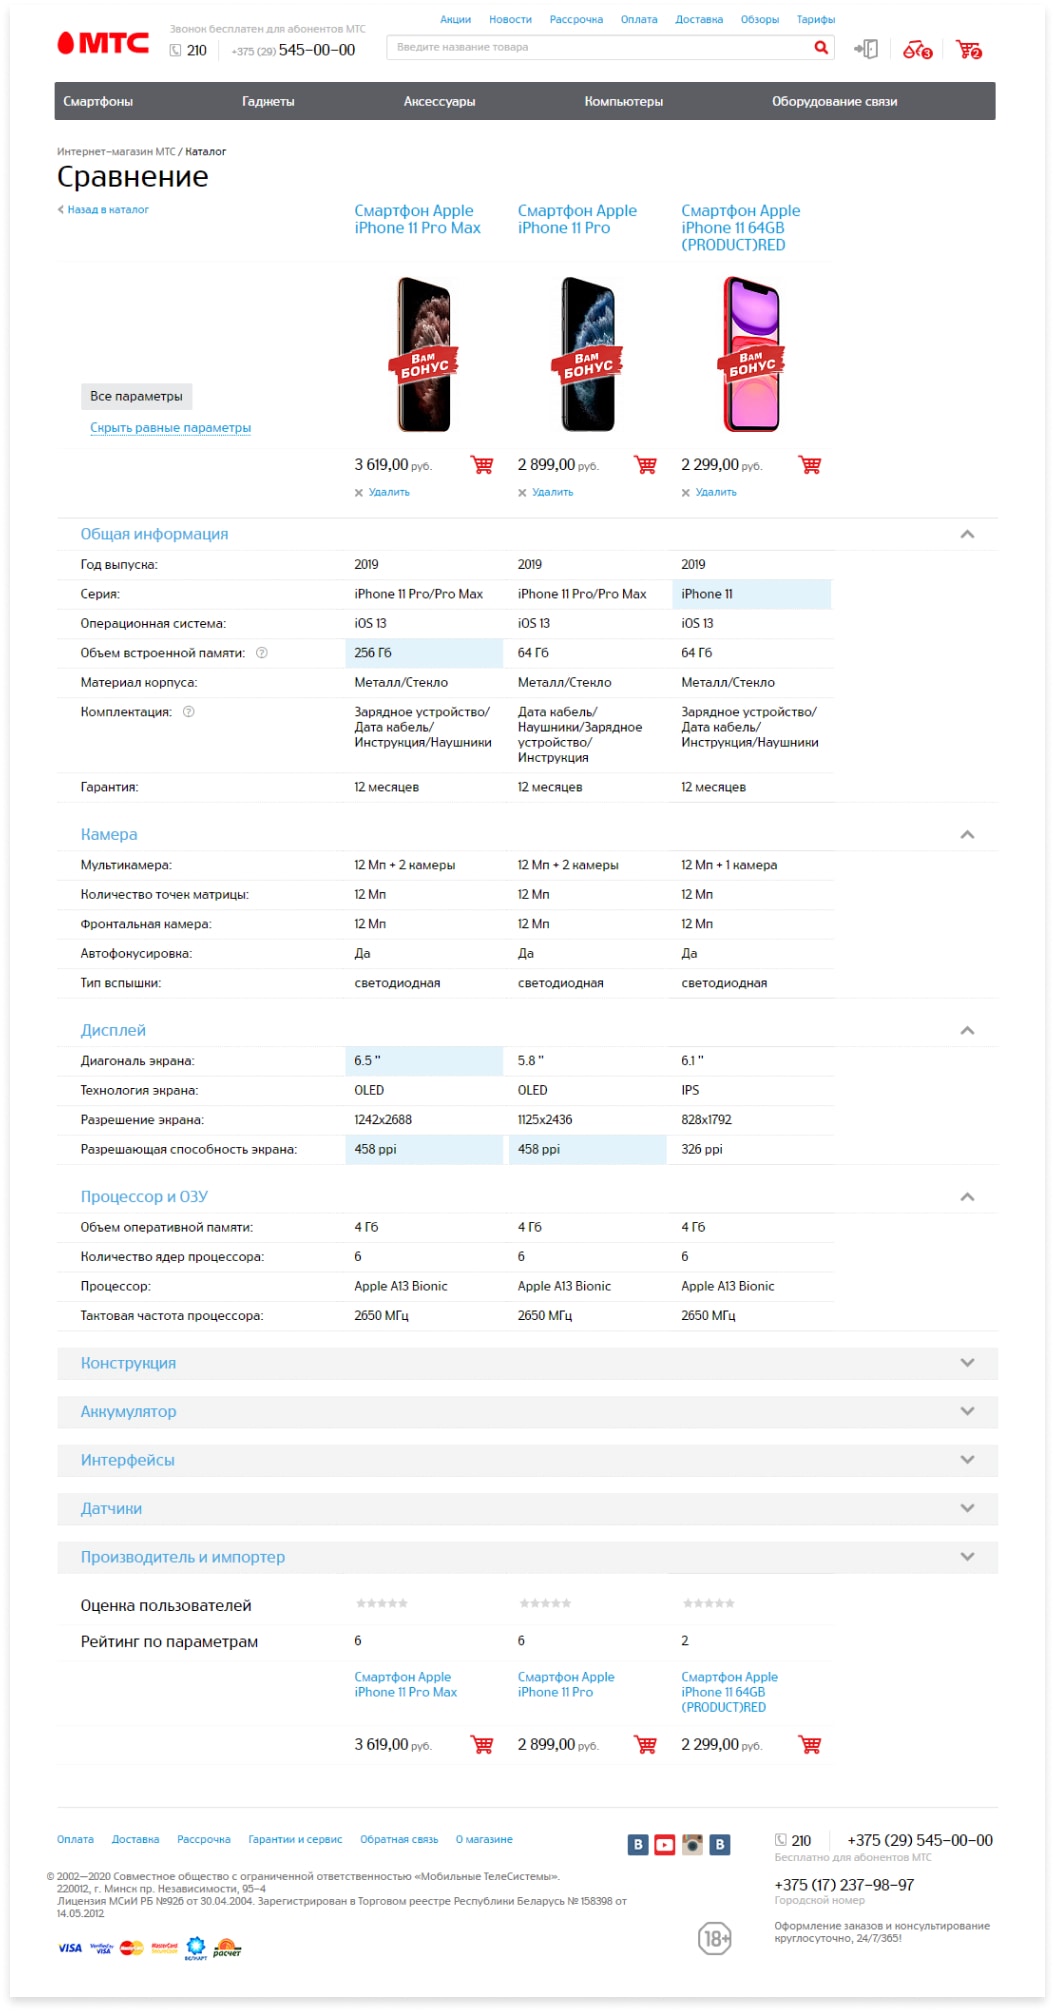 Акции Новости Рассрочка Оплата Доставка Обзоры Тарифы
Звонок бесплатен для абонентов МТС
МТС
210 +375 (29) 545-00-00
Введите название товара
3
2
Смартфоны Гаджеты Аксессуары Компьютеры Оборудование связи
Интернет-магазин МТС / Каталог
Сравнение
Назад в каталог
Смартфон Apple
iPhone 11 Pro Max
Смартфон Apple
iPhone 11 Pro
Смартфон Apple
iPhone 11 64GB
(PRODUCT)RED
Вам
БОНУС
Вам
БОНУС
Вам
БОНУС
Все параметры
Скрыть равные параметры
3 619,00 руб. 2 899,00 руб. 2 299,00 руб.
Удалить Удалить Удалить
Общая информация
Год выпуска: 2019 2019 2019
Серия: iPhone 11 Pro/Pro Max iPhone 11 Pro/Pro Max iPhone 11
Операционная система: iOS 13 iOS 13 iOS 13
Объем встроенной памяти: ? 256 Гб 64 Гб 64 Гб
Материал корпуса: Металл/Стекло Металл/Стекло Металл/Стекло
Комплектация: ?
Зарядное устройство/
Дата кабель/
Инструкция/Наушники
Дата кабель/
Наушники/Зарядное
устройство/
Инструкция
Зарядное устройство/
Дата кабель/
Инструкция/Наушники
Гарантия: 12 месяцев 12 месяцев 12 месяцев
Камера
Мультикамера: 12 Мп + 2 камеры 12 Мп + 2 камеры 12 Мп + 1 камера
Количество точек матрицы: 12 Мп 12 Мп 12 Мп
Фронтальная камера: 12 Мп 12 Мп 12 Мп
Автофокусировка: Да Да Да
Тип вспышки: светодиодная светодиодная светодиодная
Дисплей
Диагональ экрана: 6.5 " 5.8 " 6.1 "
Технология экрана: OLED OLED IPS
Разрешение экрана: 1242x2688 1125x2436 828x1792
Разрешающая способность экрана: 458 ppi 458 ppi 326 ppi
Процессор и ОЗУ
Объем оперативной памяти: 4 Гб 4 Гб 4 Гб
Количество ядер процессора: 6 6 6
Процессор: Apple A13 Bionic Apple A13 Bionic Apple A13 Bionic
Тактовая частота процессора: 2650 МГц 2650 МГц 2650 МГц
Конструкция
Аккумулятор
Интерфейсы
Датчики
Производитель и импортер
Оценка пользователей
Рейтинг по параметрам 6 6 2
Смартфон Apple
iPhone 11 Pro Max
Смартфон Apple
iPhone 11 Pro
Смартфон Apple
iPhone 11 64GB
(PRODUCT)RED
3 619,00 руб. 2 899,00 руб. 2 299,00 руб.
Оплата Доставка Рассрочка Гарантии и сервис Обратная связь О магазине
B B
210 +375 (29) 545-00-00
Бесплатно для абонентов МТС
+375 (17) 237-98-97
Городской номер
Оформление заказов и консультирование
круглосуточно, 24/7/365!
© 2002—2020 Совместное общество с ограниченной ответственностью «Мобильные ТелеСистемы».
220012, г. Минск пр. Независимости, 95-4
Лицензия МСиИ РБ №926 от 30.04.2004. Зарегистрирован в Торговом реестре Республики Беларусь № 158398 от
14.05.2012
18+
VISA Verified by VISA MasterCard MasterCard SecureCode БЕЛКАРТ расчет